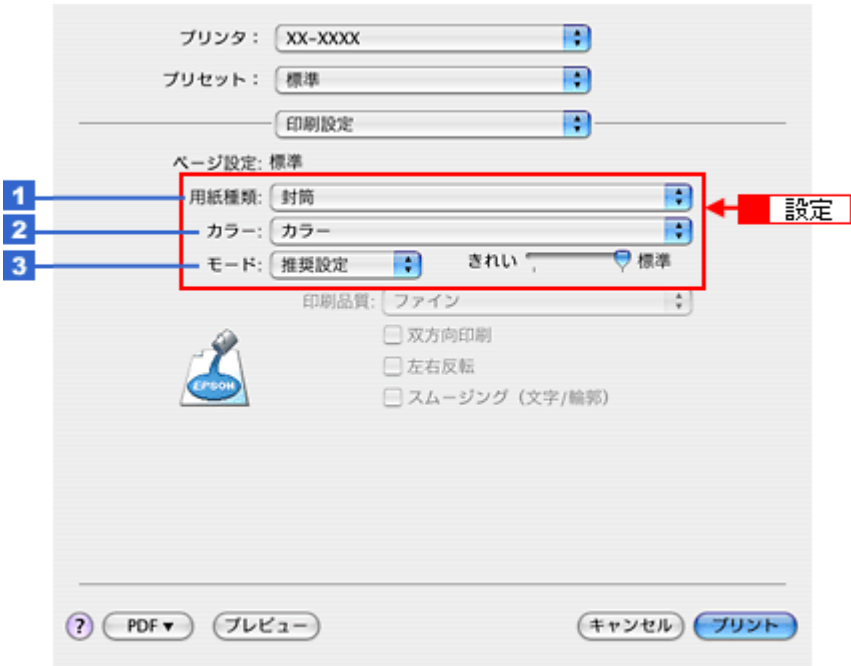 プリンタ： XX-XXXX
プリセット： 標準
印刷設定
ページ設定: 標準
1 用紙種類: 封筒
設定
2 カラー: カラー
3 モード: 推奨設定 きれい 標準
印刷品質: ファイン
双方向印刷
左右反転
スムージング（文字/輪郭）
EPSON
? PDF▼ プレビュー キャンセル プリント